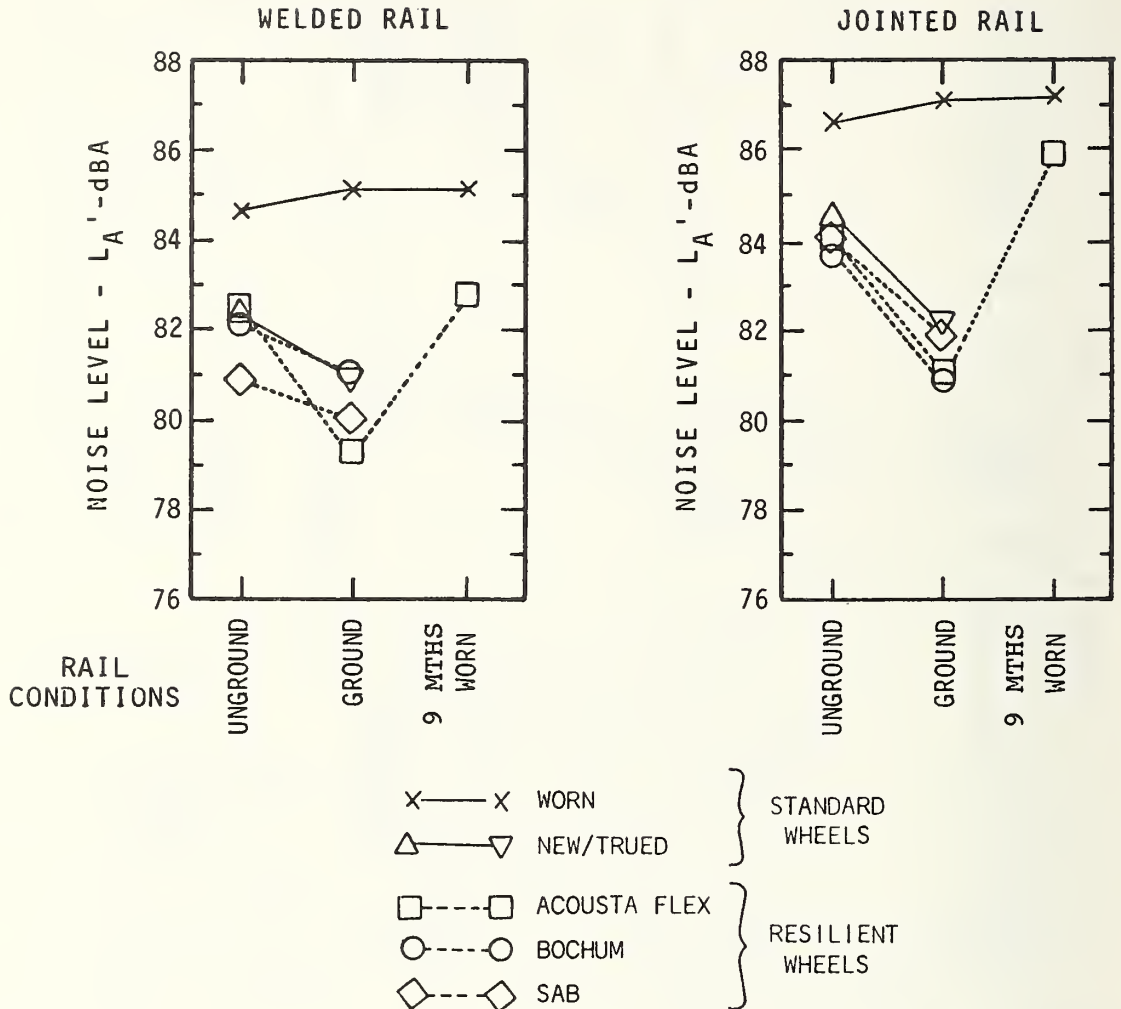 WELDED RAIL
NOISE LEVEL - LA'-dBA
88
86
84
82
80
78
76
JOINTED RAIL
NOISE LEVEL - LA'-dBA
88
86
84
82
80
78
76
RAIL
CONDITIONS
UNGROUND
GROUND
9 MTHS
WORN
UNGROUND
GROUND
9 MTHS
WORN
WORN
NEW/TRUED
STANDARD
WHEELS
ACOUSTA FLEX
BOCHUM
SAB
RESILIENT
WHEELS